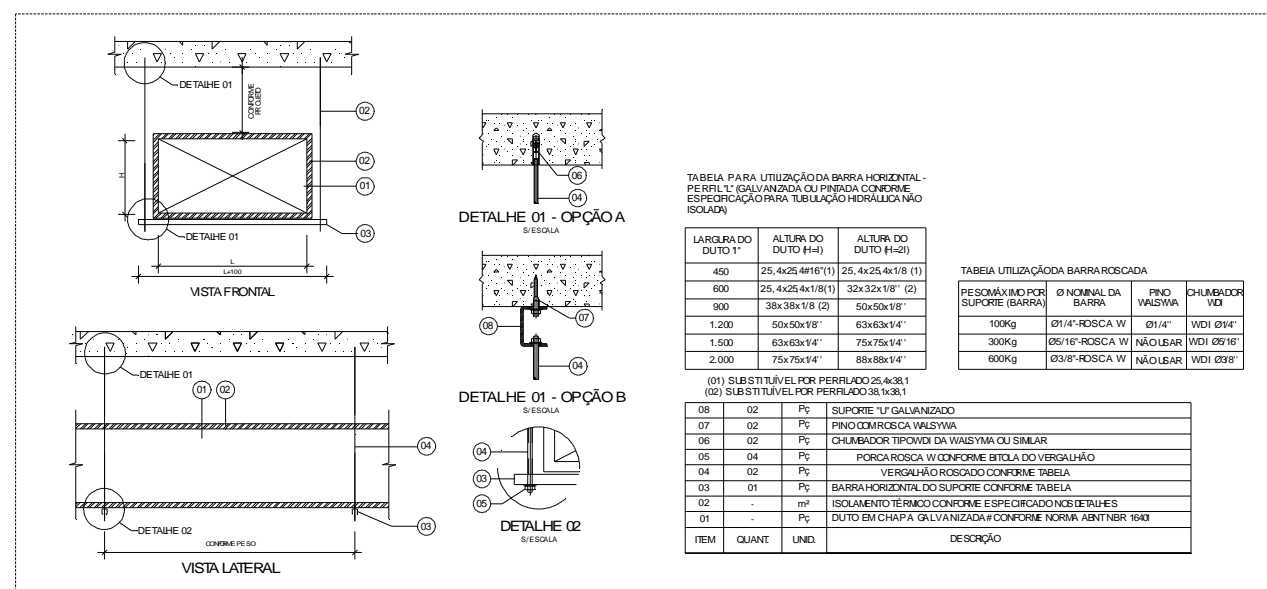 DETALHE 01
CONFORME
PROJETO
02
02
01
H
DETALHE 01
03
L
L+100
VISTA FRONTAL
DETALHE 01
01
02
04
DETALHE 02
03
CONFORME PESO
VISTA LATERAL
06
04
DETALHE 01 - OPÇÃO A
S/ ESCALA
08
07
04
DETALHE 01 - OPÇÃO B
S/ ESCALA
04
03
05
DETALHE 02
S/ ESCALA
TABELA PARA UTILIZAÇÃO DA BARRA HORIZONTAL -
PERFIL "L" (GALVANIZADA OU PINTADA CONFORME
ESPECIFICAÇÃO PARA TUBULAÇÃO HIDRÁULICA NÃO
ISOLADA)
LARGURA DO DUTO "l" ALTURA DO DUTO (H=l) ALTURA DO DUTO (H=2l)
450 25,4x25,4#16"(1) 25,4x25,4x1/8 (1)
600 25,4x25,4x1/8(1) 32x32x1/8'' (2)
900 38x38x1/8 (2) 50x50x1/8''
1.200 50x50x1/8'' 63x63x1/4''
1.500 63x63x1/4'' 75x75x1/4''
2.000 75x75x1/4'' 88x88x1/4''
(01) SUBSTITUÍVEL POR PERFILADO 25,4x38,1
(02) SUBSTITUÍVEL POR PERFILADO 38,1x38,1
TABELA UTILIZAÇÃO DA BARRA ROSCADA
PESO MÁXIMO POR SUPORTE (BARRA) Ø NOMINAL DA BARRA PINO WALSYWA CHUMBADOR WDI
100Kg Ø1/4"-ROSCA W Ø1/4'' WDI Ø1/4''
300Kg Ø5/16"-ROSCA W NÃO USAR WDI Ø5/16''
600Kg Ø3/8"-ROSCA W NÃO USAR WDI Ø3/8''
08 02 Pç SUPORTE "U" GALVANIZADO
07 02 Pç PINO COM ROSCA WALSYWA
06 02 Pç CHUMBADOR TIPO WDI DA WALSYMA OU SIMILAR
05 04 Pç PORCA ROSCA W CONFORME BITOLA DO VERGALHÃO
04 02 Pç VERGALHÃO ROSCADO CONFORME TABELA
03 01 Pç BARRA HORIZONTAL DO SUPORTE CONFORME TABELA
02 - m² ISOLAMENTO TÉRMICO CONFORME ESPECIFICADO NOS DETALHES
01 - Pç DUTO EM CHAPA GALVANIZADA # CONFORME NORMA ABNT NBR 16401
ITEM QUANT. UNID. DESCRIÇÃO